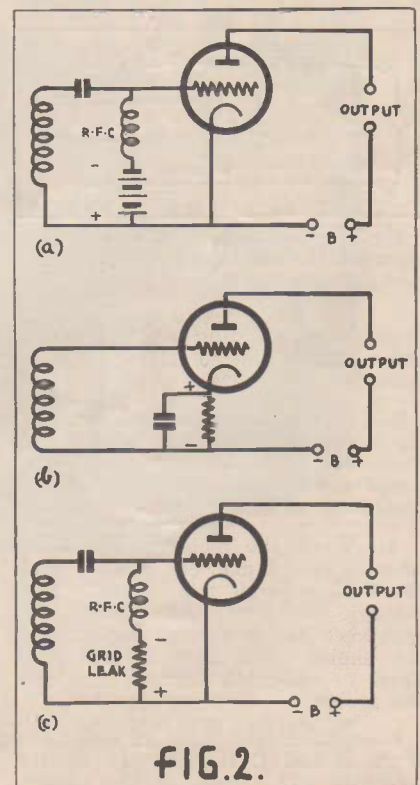 R·F·C
-
+
OUTPUT
- B +
(a)
+
-
OUTPUT
- B +
(b)
R·F·C
-
GRID
LEAK
+
OUTPUT
- B +
(c)
FIG.2.